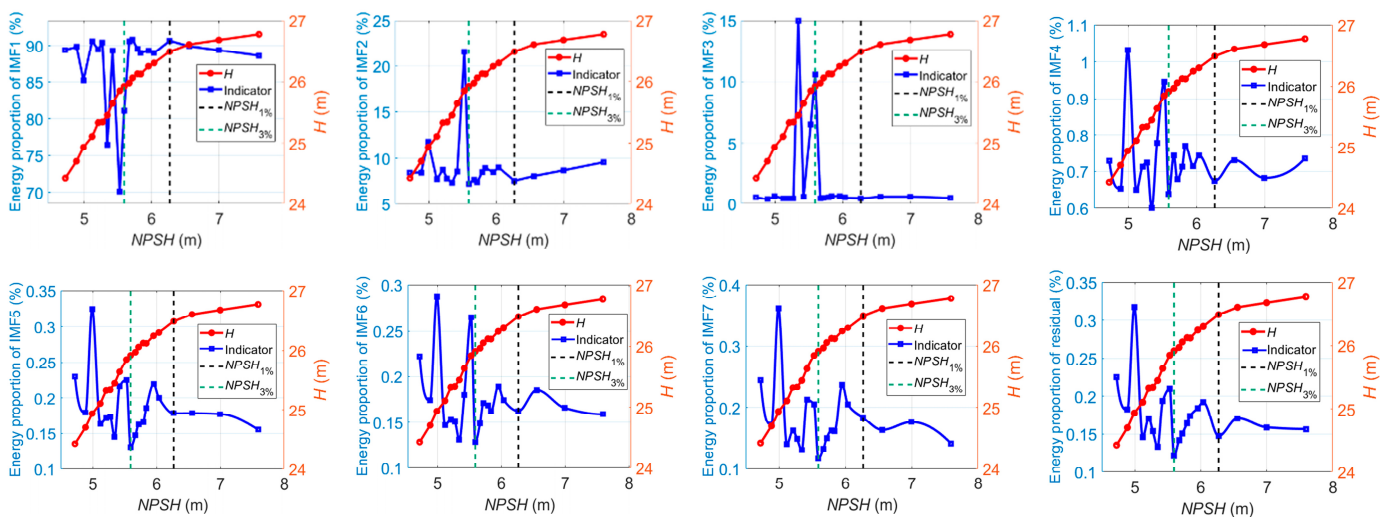 Energy proportion of IMF1 (%)
90
85
80
75
70
5
6
7
NPSH (m)
27
26
25
24
H (m)
H
Indicator
NPSH1%
NPSH3%
Energy proportion of IMF2 (%)
25
20
15
10
5
5
6
7
8
NPSH (m)
27
26
25
24
H (m)
H
Indicator
NPSH1%
NPSH3%
Energy proportion of IMF3 (%)
15
10
5
0
5
6
7
8
NPSH (m)
27
26
25
24
H (m)
H
Indicator
NPSH1%
NPSH3%
Energy proportion of IMF4 (%)
1.1
1
0.9
0.8
0.7
0.6
5
6
7
8
NPSH (m)
27
26
25
24
H (m)
H
Indicator
NPSH1%
NPSH3%
Energy proportion of IMF5 (%)
0.35
0.3
0.25
0.2
0.15
0.1
5
6
7
8
NPSH (m)
27
26
25
24
H (m)
H
Indicator
NPSH1%
NPSH3%
Energy proportion of IMF6 (%)
0.3
0.25
0.2
0.15
0.1
5
6
7
8
NPSH (m)
27
26
25
24
H (m)
H
Indicator
NPSH1%
NPSH3%
Energy proportion of IMF7 (%)
0.4
0.3
0.2
0.1
5
6
7
8
NPSH (m)
27
26
25
24
H (m)
H
Indicator
NPSH1%
NPSH3%
Energy proportion of residual (%)
0.35
0.3
0.25
0.2
0.15
0.1
5
6
7
8
NPSH (m)
27
26
25
24
H (m)
H
Indicator
NPSH1%
NPSH3%